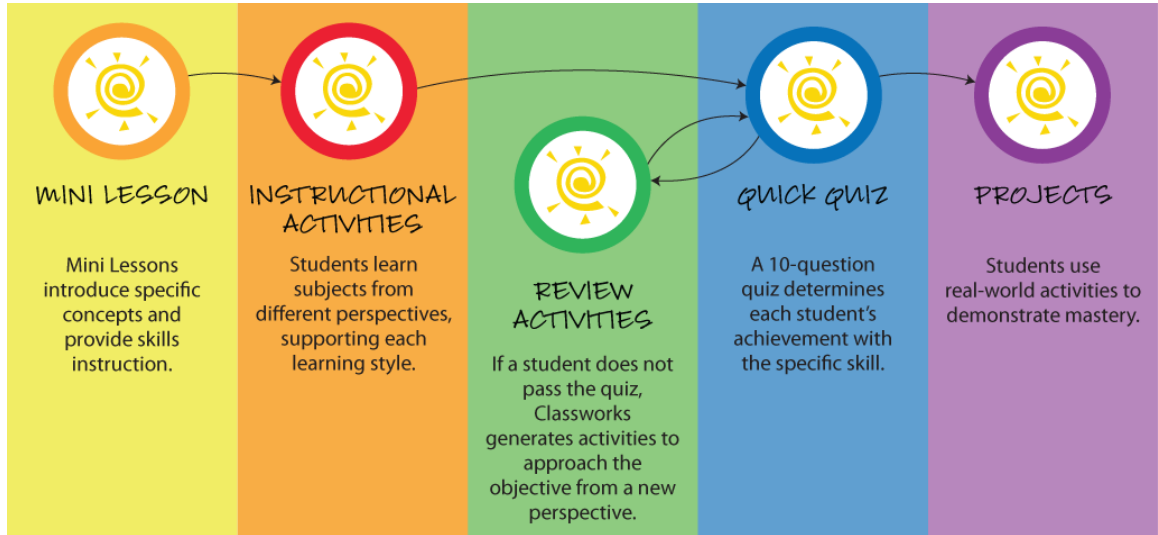 MINI LESSON
Mini Lessons
introduce specific
concepts and
provide skills
instruction.
INSTRUCTIONAL
ACTIVITIES
Students learn
subjects from
different perspectives,
supporting each
learning style.
REVIEW
ACTIVITIES
If a student does not
pass the quiz,
Classworks
generates activities to
approach the
objective from a new
perspective.
QUICK QUIZ
A 10-question
quiz determines
each student's
achievement with
the specific skill.
PROJECTS
Students use
real-world activities to
demonstrate mastery.